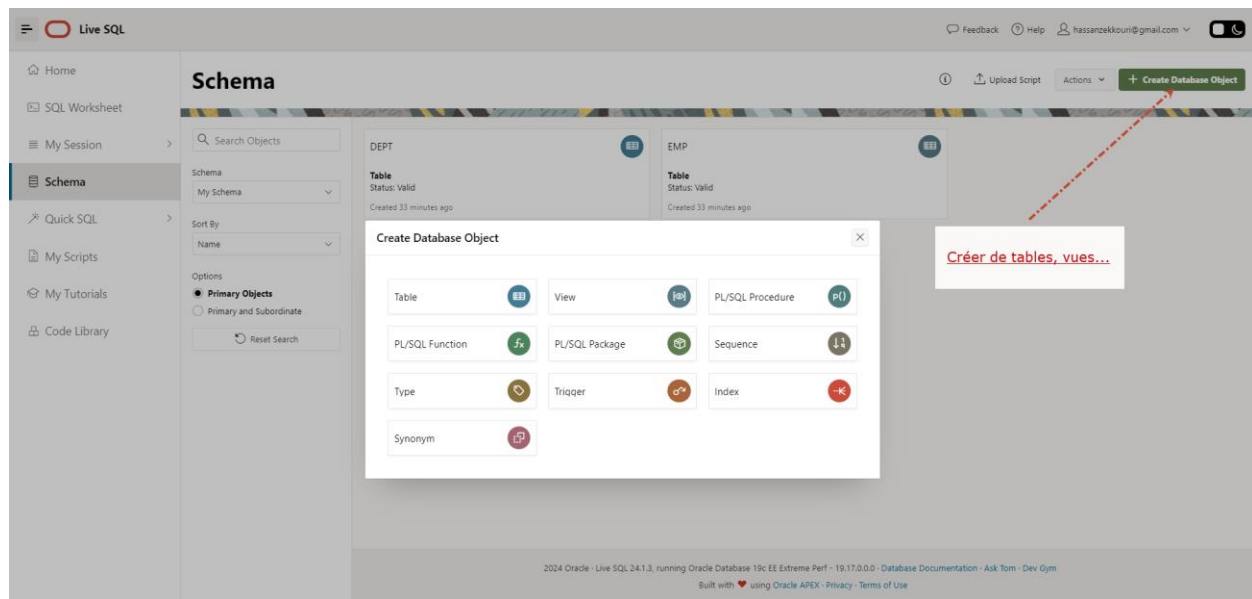 Live SQL
Feedback Help hassanzekkouri@gmail.com
Home
SQL Worksheet
My Session
Schema
Quick SQL
My Scripts
My Tutorials
Code Library
Schema
Upload Script Actions + Create Database Object
Search Objects
Schema
My Schema
Sort By
Name
Options
Primary Objects
Primary and Subordinate
Reset Search
DEPT
Table
Status: Valid
Created 33 minutes ago
EMP
Table
Status: Valid
Created 33 minutes ago
Créer de tables, vues...
Create Database Object
Table View PL/SQL Procedure P()
PL/SQL Function fx PL/SQL Package Sequence
Type Trigger Index
Synonym
2024 Oracle · Live SQL 24.1.3, running Oracle Database 19c EE Extreme Perf - 19.17.0.0.0 · Database Documentation · Ask Tom · Dev Gym
Built with ❤ using Oracle APEX · Privacy · Terms of Use